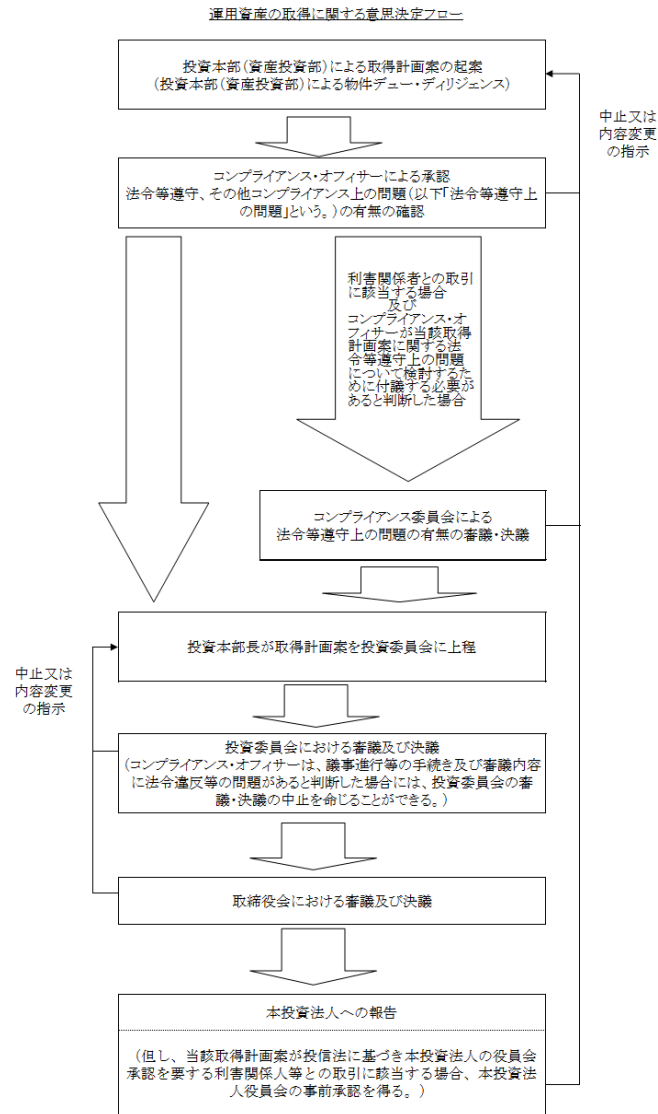 運用資産の取得に関する意思決定フロー
投資本部(資産投資部)による取得計画案の起案
(投資本部(資産投資部)による物件デュー・ディリジェンス)
中止又は
内容変更
の指示
コンプライアンス・オフィサーによる承認
法令等遵守、その他コンプライアンス上の問題(以下「法令等遵守上
の問題」という。)の有無の確認
利害関係者との取引
に該当する場合
及び
コンプライアンス・オ
フィサーが当該取得
計画案に関する法
令等遵守上の問題
について検討するた
めに付議する必要が
あると判断した場合
コンプライアンス委員会による
法令等遵守上の問題の有無の審議・決議
投資本部長が取得計画案を投資委員会に上程
中止又は
内容変更
の指示
投資委員会における審議及び決議
(コンプライアンス・オフィサーは、議事進行等の手続き及び審議内容
に法令違反等の問題があると判断した場合には、投資委員会の審
議・決議の中止を命じることができる。)
取締役会における審議及び決議
本投資法人への報告
(但し、当該取得計画案が投信法に基づき本投資法人の役員会
承認を要する利害関係人等との取引に該当する場合、本投資法
人役員会の事前承認を得る。)